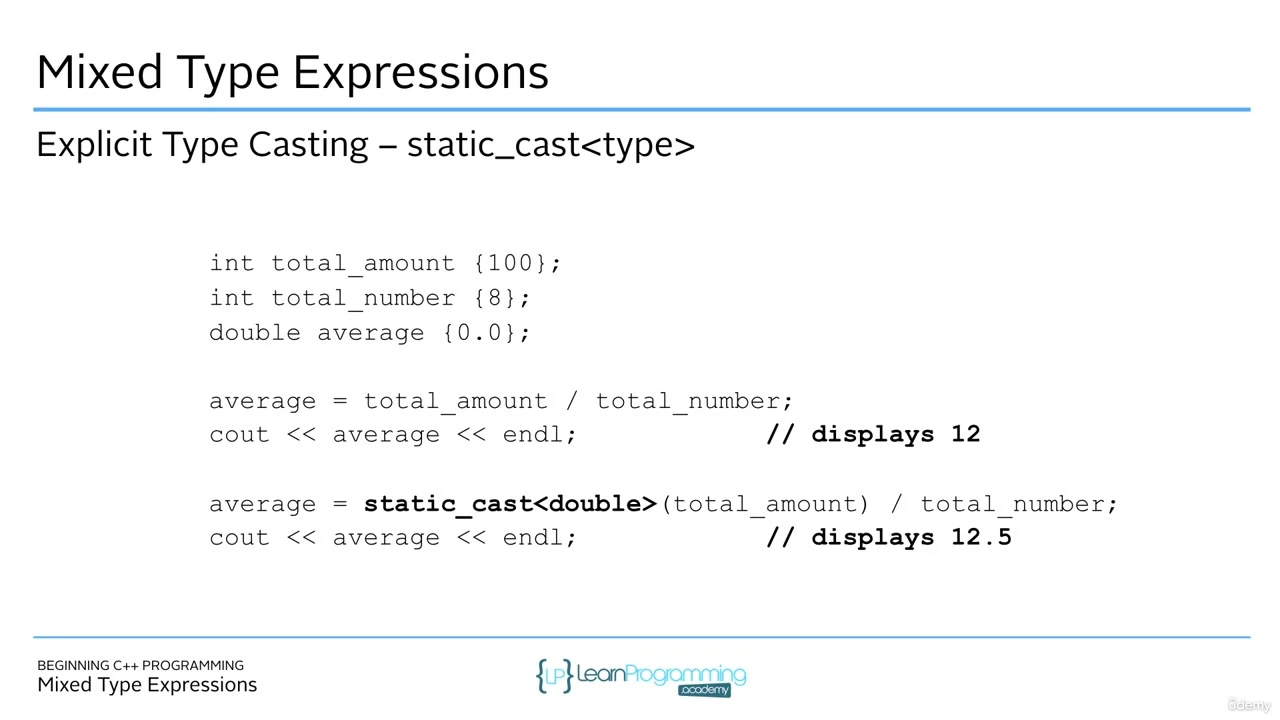 Mixed Type Expressions
Explicit Type Casting – static_cast<type>
int total_amount {100};
int total_number {8};
double average {0.0};
average = total_amount / total_number;
cout << average << endl; // displays 12
average = static_cast<double>(total_amount) / total_number;
cout << average << endl; // displays 12.5
BEGINNING C++ PROGRAMMING
Mixed Type Expressions
{LP} LearnProgramming
.academy
ûdemy